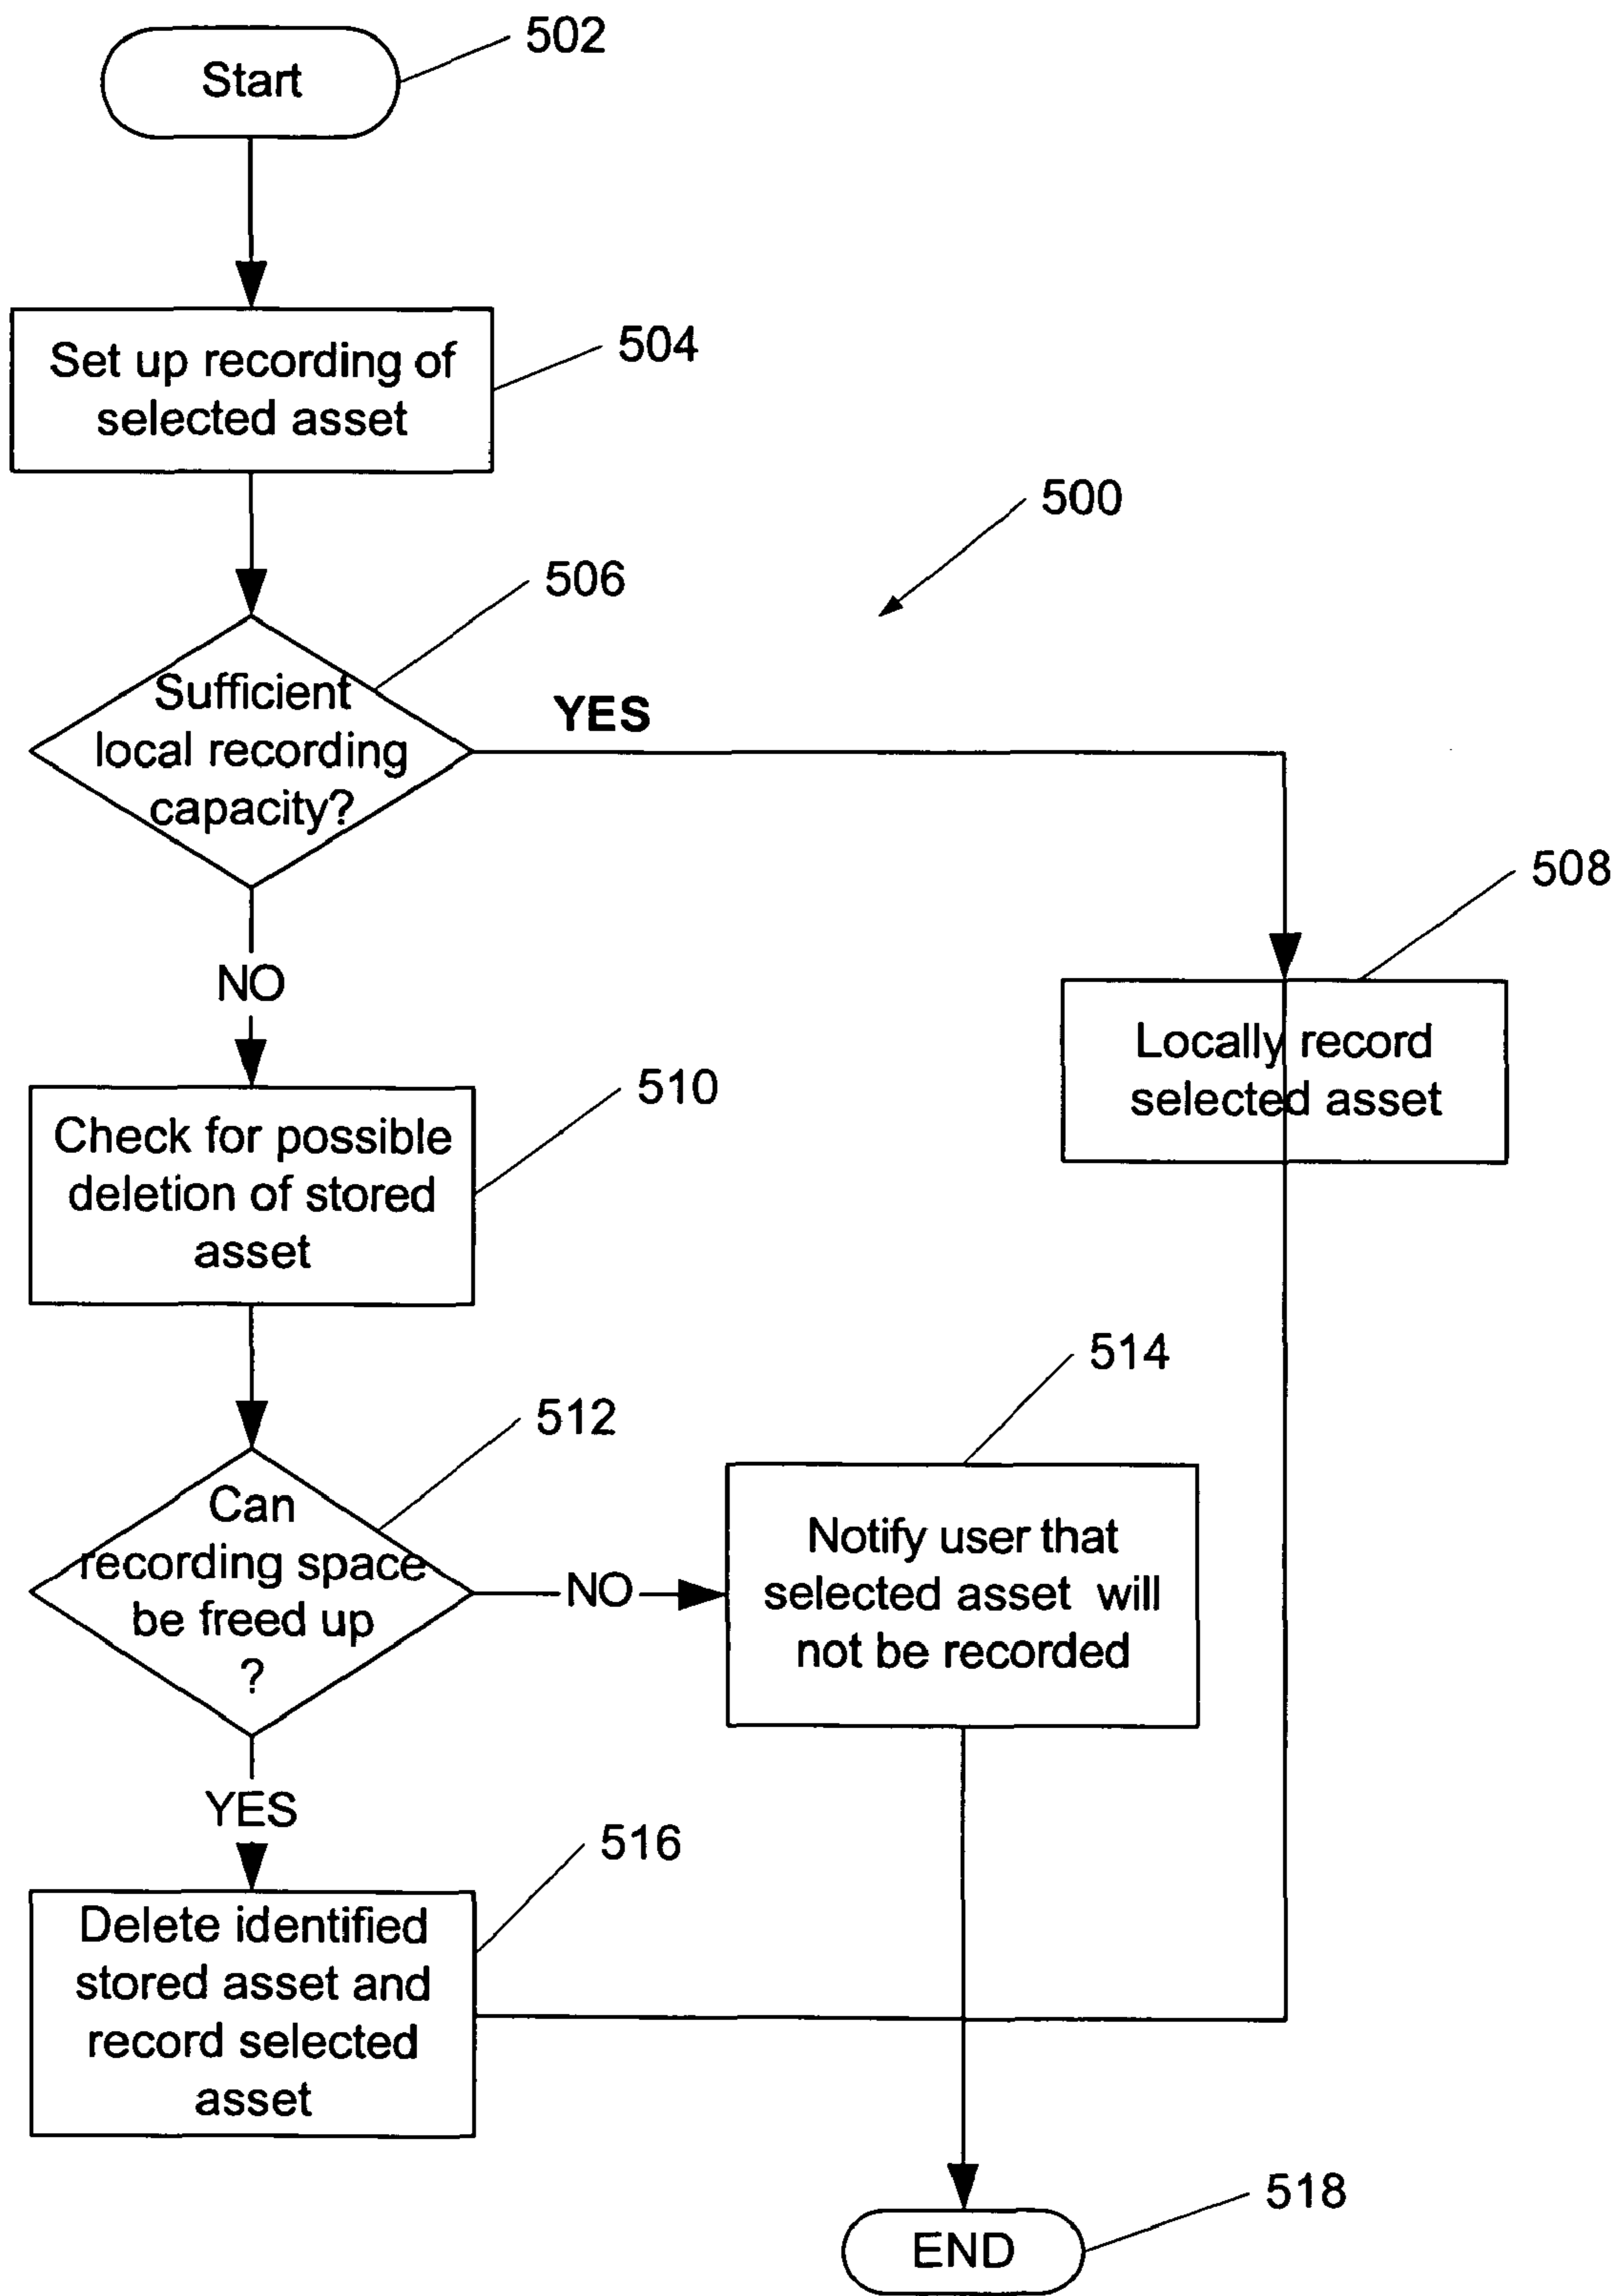 502
Start
504
Set up recording of
selected asset
500
506
Sufficient
local recording
capacity?
YES
508
NO
Locally record
selected asset
510
Check for possible
deletion of stored
asset
514
512
Can
recording space
be freed up
?
NO
Notify user that
selected asset will
not be recorded
YES
516
Delete identified
stored asset and
record selected
asset
518
END